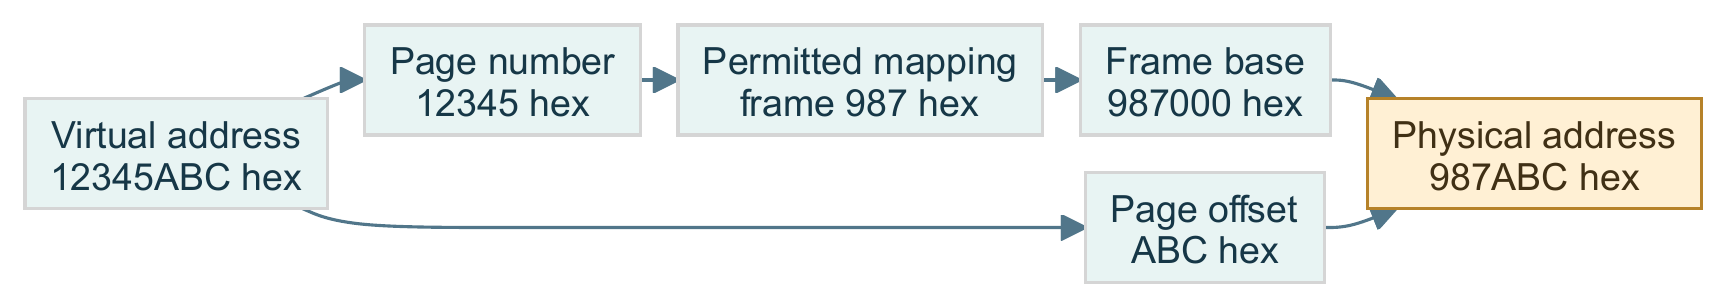 Virtual address
12345ABC hex
Page number
12345 hex
Permitted mapping
frame 987 hex
Frame base
987000 hex
Page offset
ABC hex
Physical address
987ABC hex